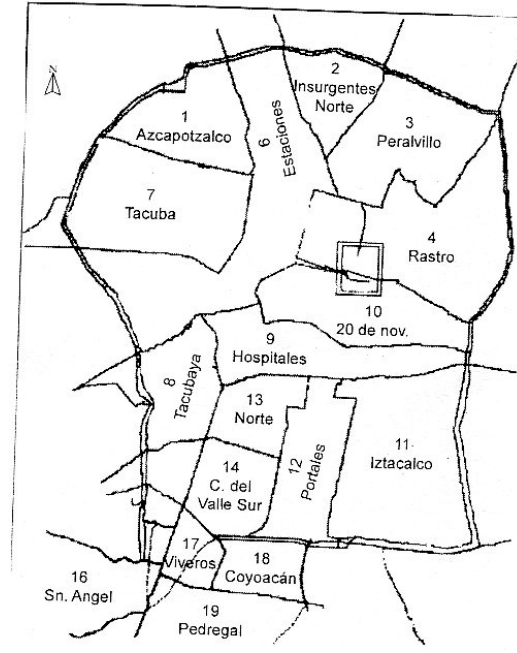 N
1
Azcapotzalco
2
Insurgentes
Norte
3
Peralvillo
6
Estaciones
7
Tacuba
4
Rastro
10
20 de nov.
9
Hospitales
8
Tacubaya
13
Norte
14
C. del
Valle Sur
12
Portales
11
Iztacalco
17
Viveros
18
Coyoacán
16
Sn. Angel
19
Pedregal